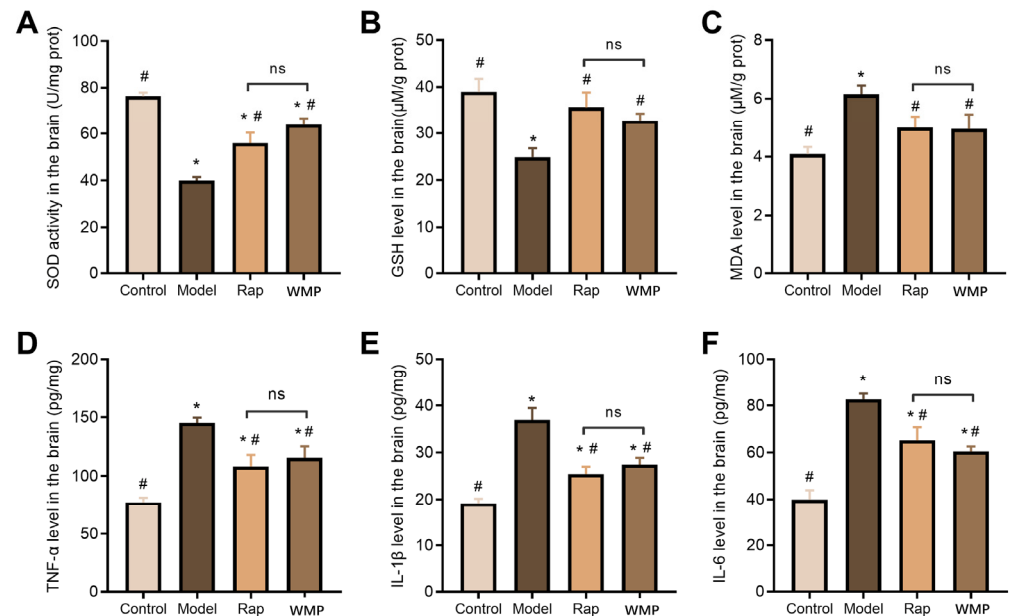 A
SOD activity in the brain (U/mg prot)
100
80
60
40
20
0
#
*
* #
* #
ns
Control Model Rap WMP
B
GSH level in the brain(μM/g prot)
50
40
30
20
10
0
#
*
#
#
ns
Control Model Rap WMP
C
MDA level in the brain (μM/g prot)
8
6
4
2
0
#
*
#
#
ns
Control Model Rap WMP
D
TNF-α level in the brain (pg/mg)
200
150
100
50
0
#
*
* #
* #
ns
Control Model Rap WMP
E
IL-1β level in the brain (pg/mg)
50
40
30
20
10
0
#
*
* #
* #
ns
Control Model Rap WMP
F
IL-6 level in the brain (pg/mg)
100
80
60
40
20
0
#
*
* #
* #
ns
Control Model Rap WMP